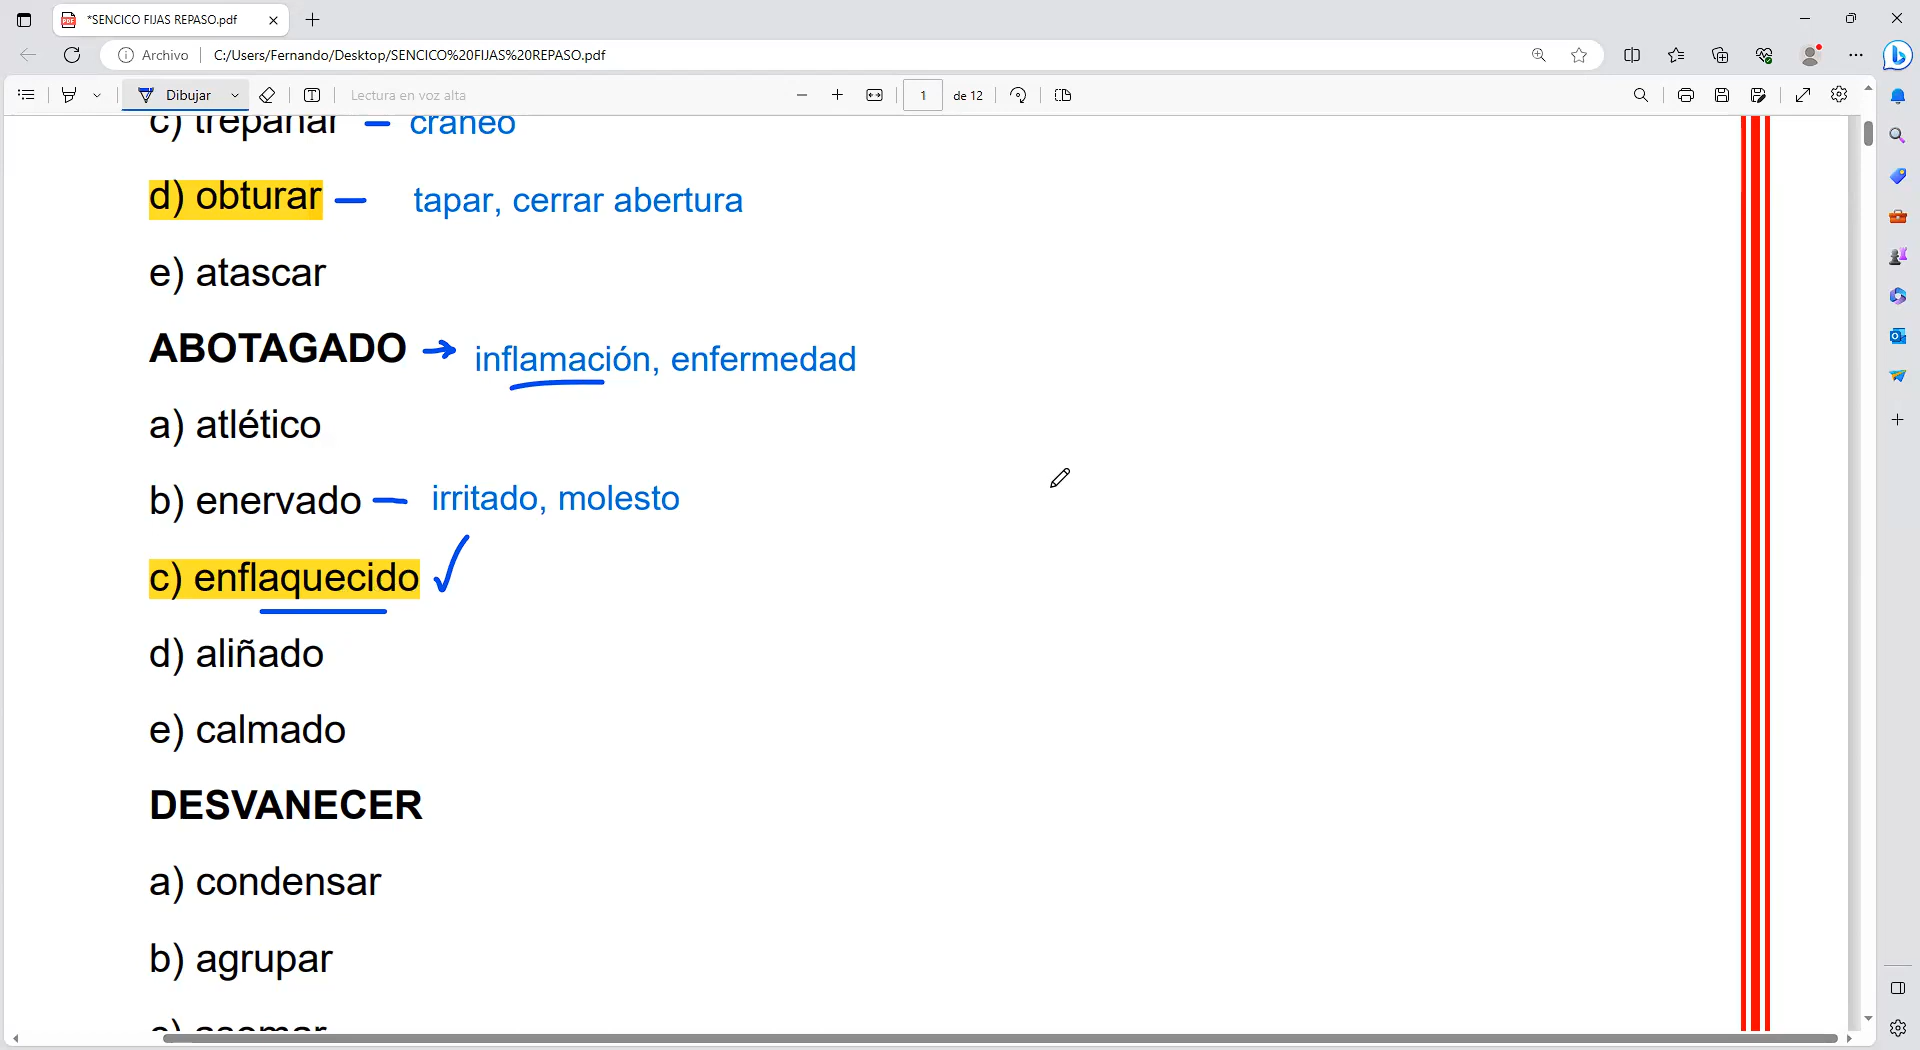 *SENCICO FIJAS REPASO.pdf
Archivo C:/Users/Fernando/Desktop/SENCICO%20FIJAS%20REPASO.pdf
Dibujar Lectura en voz alta 1 de 12
c) trepanar craneo
d) obturar tapar, cerrar abertura
e) atascar
ABOTAGADO inflamación, enfermedad
a) atlético
b) enervado irritado, molesto
c) enflaquecido
d) aliñado
e) calmado
DESVANECER
a) condensar
b) agrupar
c) asomar